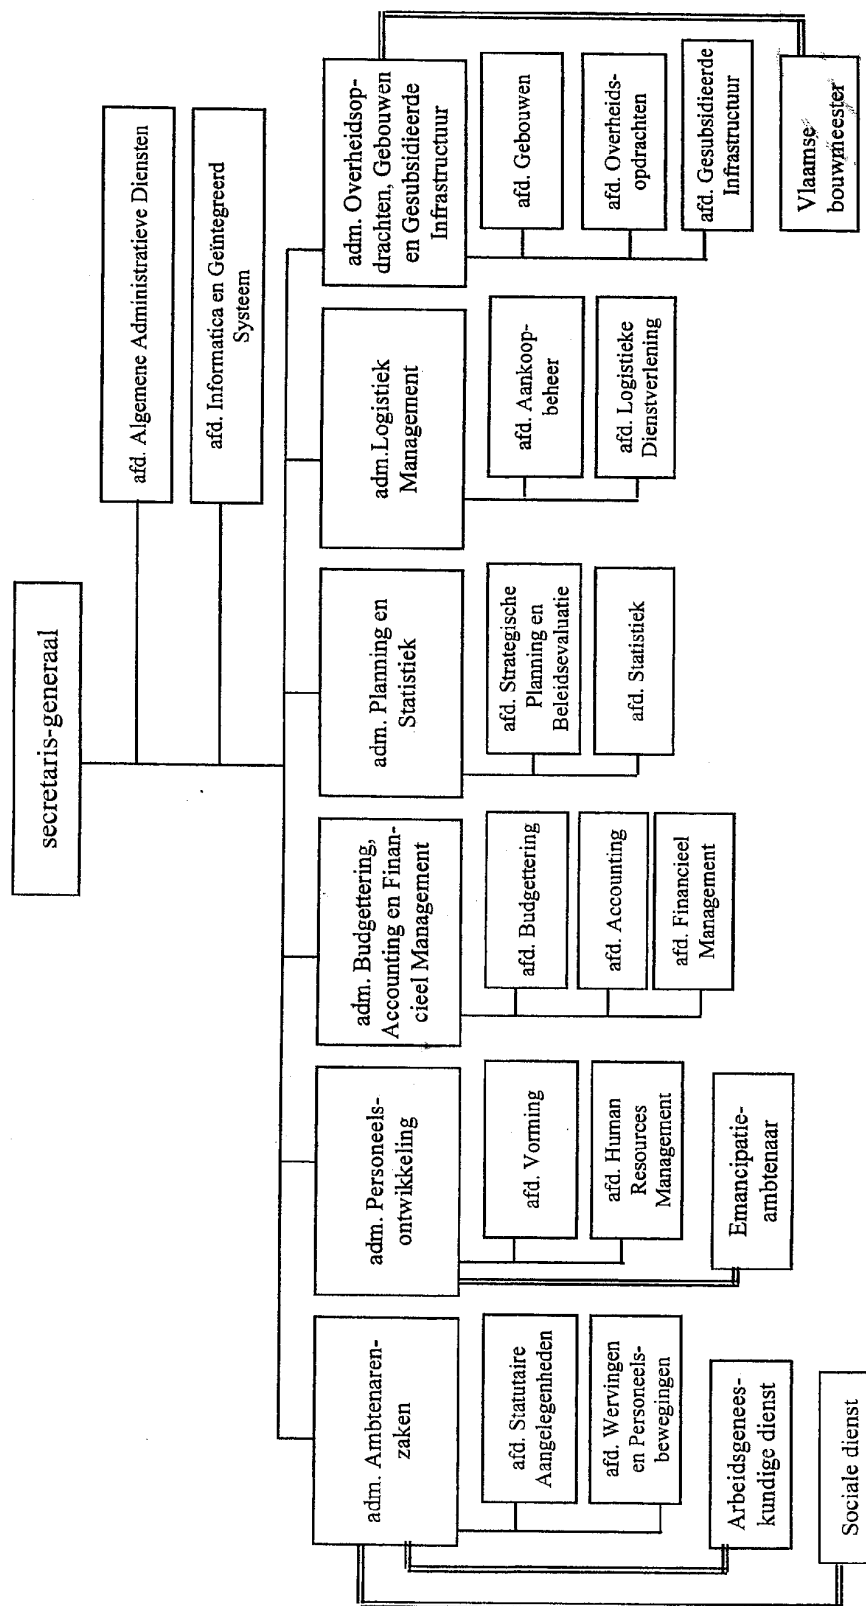 secretaris-generaal
afd. Algemene Administratieve Diensten
afd. Informatica en Geïntegreerd
Systeem
adm. Ambtenaren-
zaken
afd. Statutaire
Aangelegenheden
afd. Wervingen
en Personeels-
bewegingen
Arbeidsgenees-
kundige dienst
Sociale dienst
adm. Personeels-
ontwikkeling
afd. Vorming
afd. Human
Resources
Management
Emancipatie-
ambtenaar
adm. Budgettering,
Accounting en Finan-
cieel Management
afd. Budgettering
afd. Accounting
afd. Financieel
Management
adm. Planning en
Statistiek
afd. Strategische
Planning en
Beleidsevaluatie
afd. Statistiek
adm.Logistiek
Management
afd. Aankoop-
beheer
afd. Logistieke
Dienstverlening
adm. Overheidsop-
drachten, Gebouwen
en Gesubsidieerde
Infrastructuur
afd. Gebouwen
afd. Overheids-
opdrachten
afd. Gesubsidieerde
Infrastructuur
Vlaamse
bouwmeester